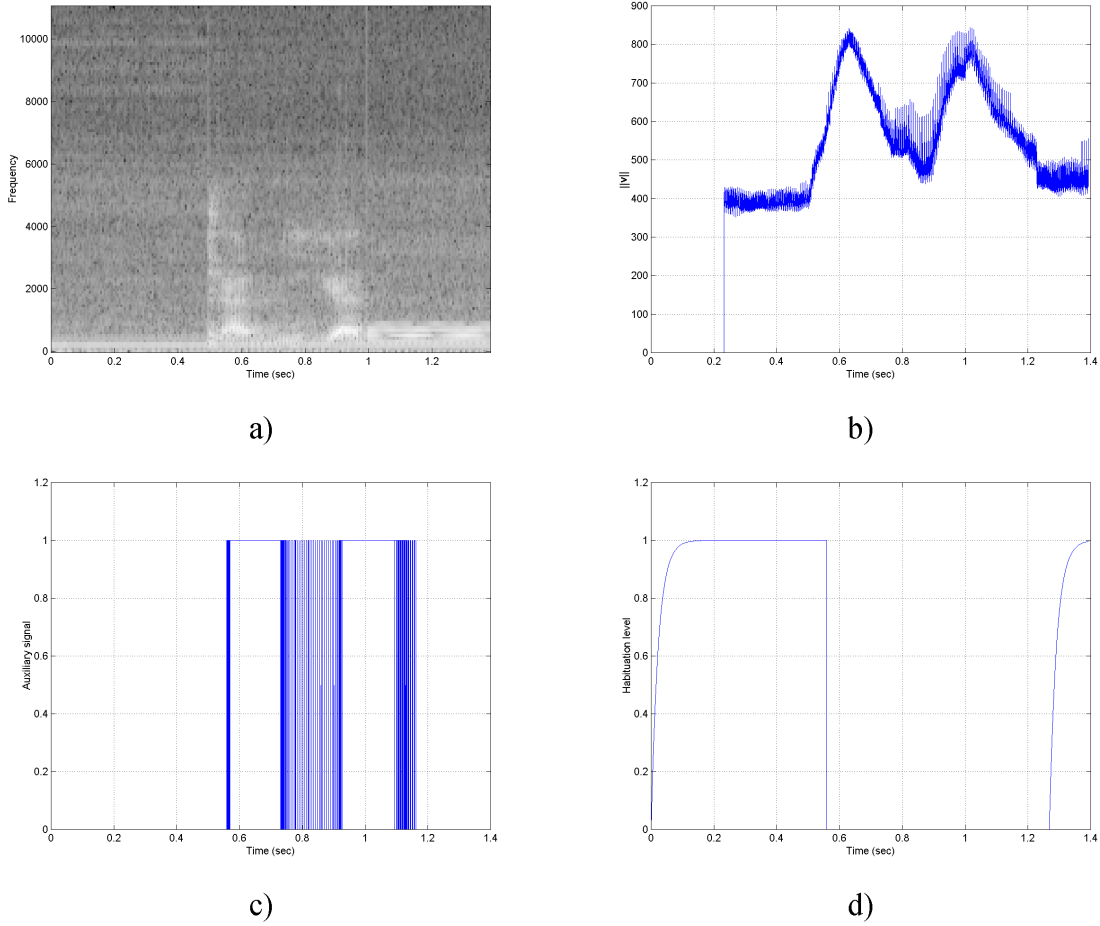 10000
8000
6000
4000
2000
0
Frequency
0 0.2 0.4 0.6 0.8 1 1.2
Time (sec)
a)
900
800
700
600
500
400
300
200
100
0
||v||
0 0.2 0.4 0.6 0.8 1 1.2 1.4
Time (sec)
b)
1.2
1
0.8
0.6
0.4
0.2
0
Auxiliary signal
0 0.2 0.4 0.6 0.8 1 1.2 1.4
Time (sec)
c)
1.2
1
0.8
0.6
0.4
0.2
0
Habituation level
0 0.2 0.4 0.6 0.8 1 1.2 1.4
Time (sec)
d)